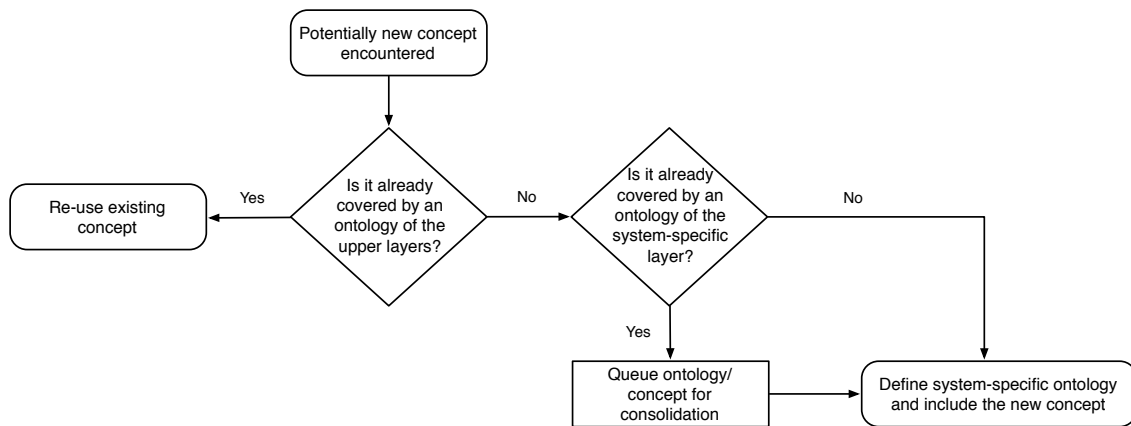 Potentially new concept
encountered
Is it already
covered by an
ontology of the
upper layers?
Yes
Re-use existing
concept
No
Is it already
covered by an
ontology of the
system-specific
layer?
No
Yes
Queue ontology/
concept for
consolidation
Define system-specific ontology
and include the new concept